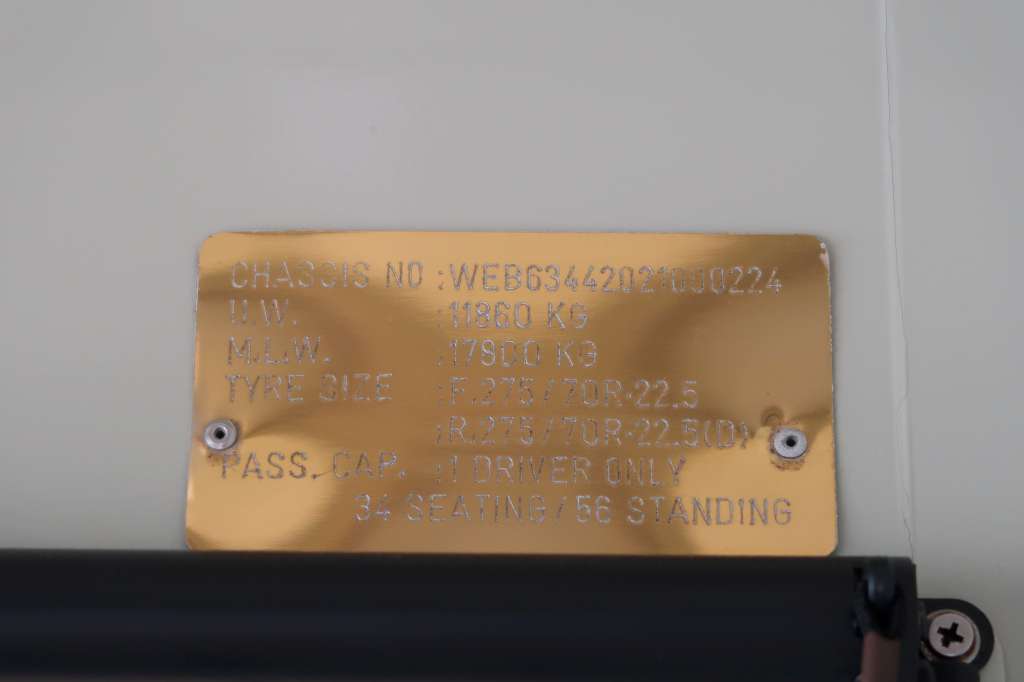 CHASSIS NO :WEB63442021000224
U.W. :11860 KG
M.L.W. :17900 KG
TYRE SIZE :F.275/70R-22.5
:R.275/70R-22.5(D)
PASS. CAP. :1 DRIVER ONLY
34 SEATING/56 STANDING